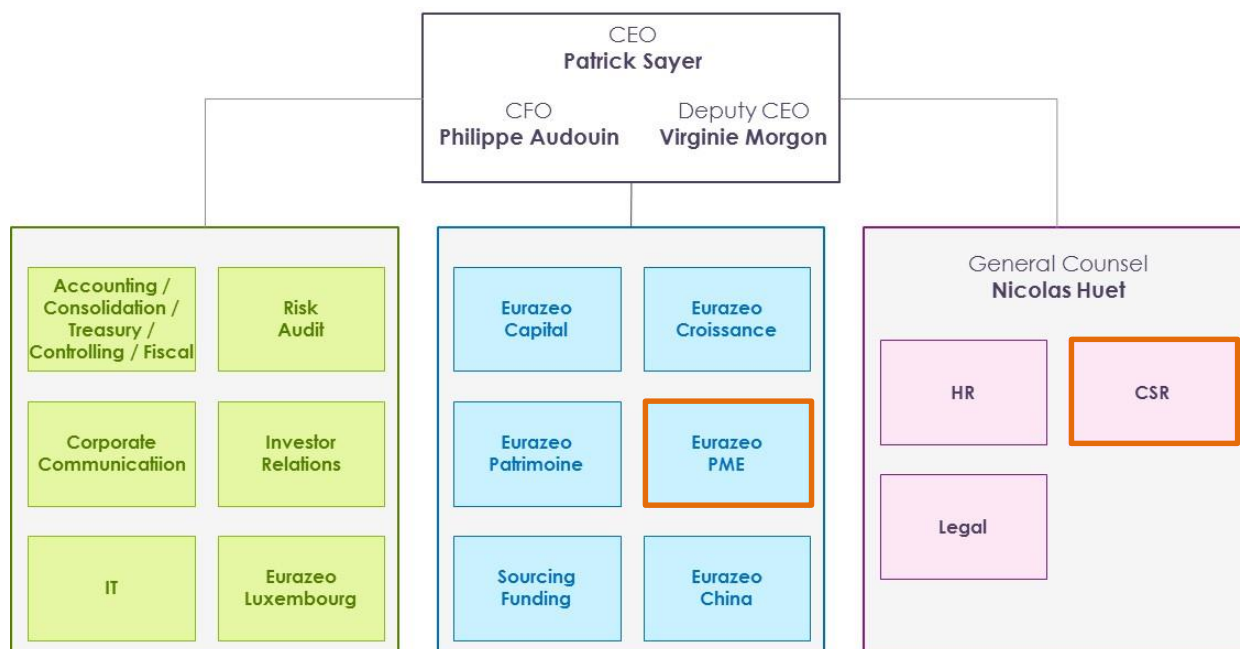 CEO
Patrick Sayer
CFO
Philippe Audouin
Deputy CEO
Virginie Morgon
Accounting /
Consolidation /
Treasury /
Controlling / Fiscal
Risk
Audit
Corporate
Communicatiion
Investor
Relations
IT
Eurazeo
Luxembourg
Eurazeo
Capital
Eurazeo
Croissance
Eurazeo
Patrimoine
Eurazeo
PME
Sourcing
Funding
Eurazeo
China
General Counsel
Nicolas Huet
HR
CSR
Legal